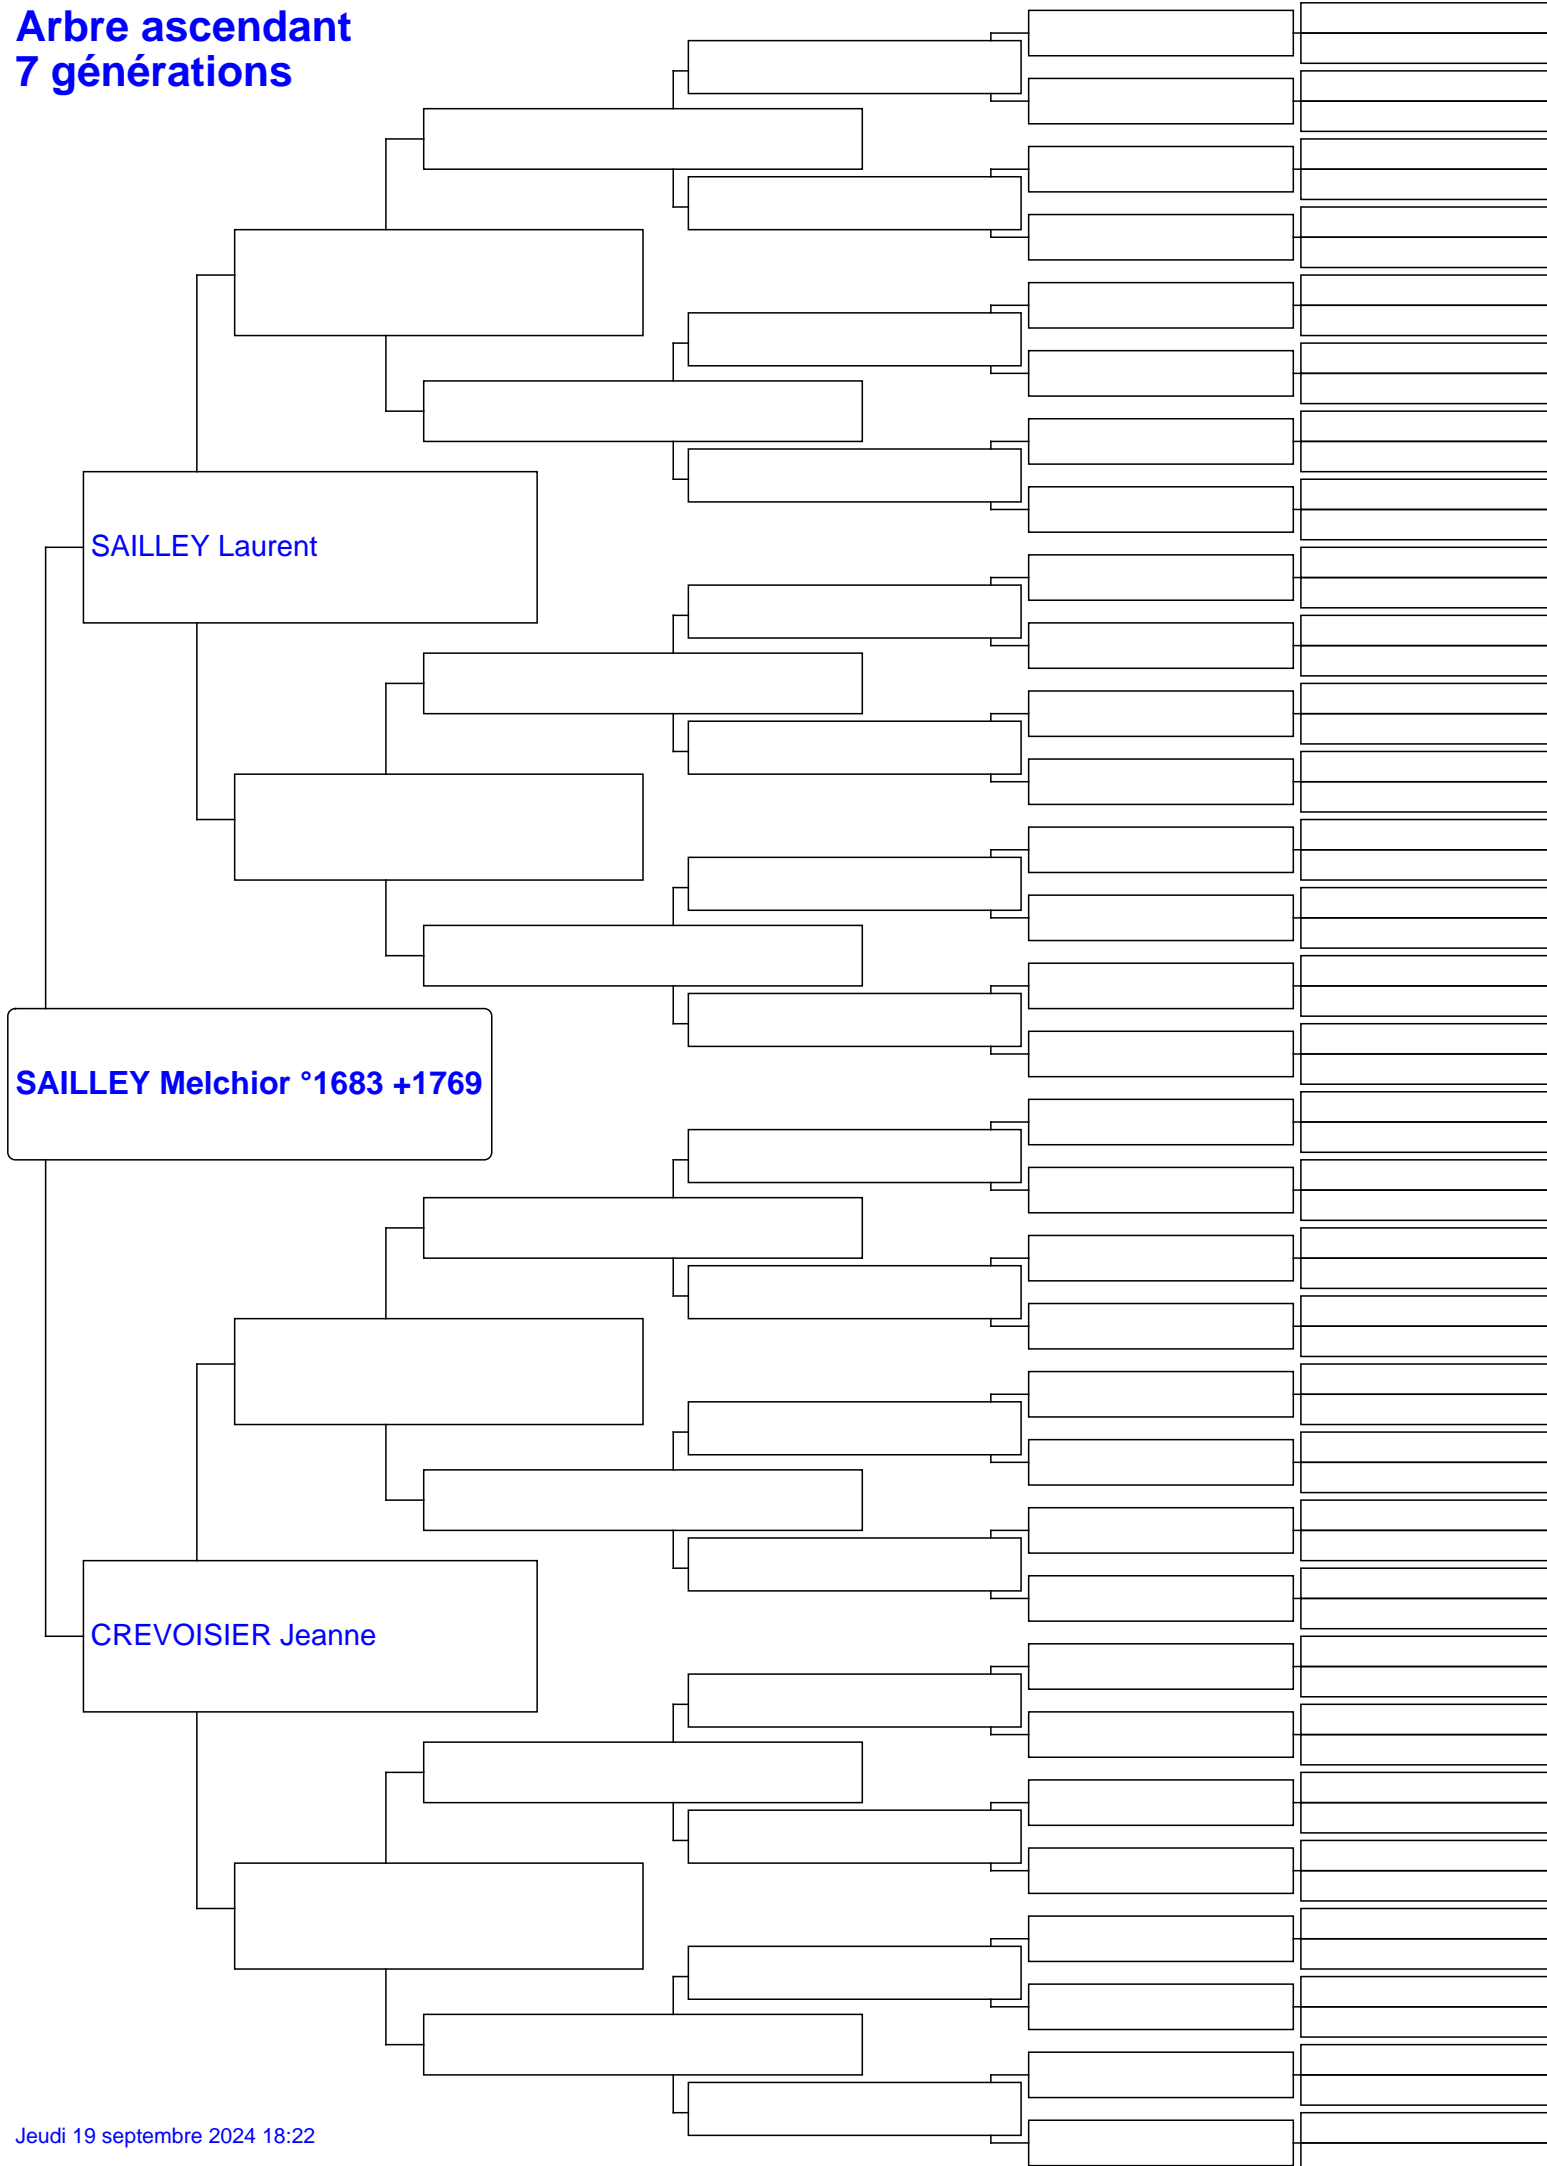 Arbre ascendant
7 générations
SAILLEY Laurent
SAILLEY Melchior °1683 +1769
CREVOISIER Jeanne
Jeudi 19 septembre 2024 18:22